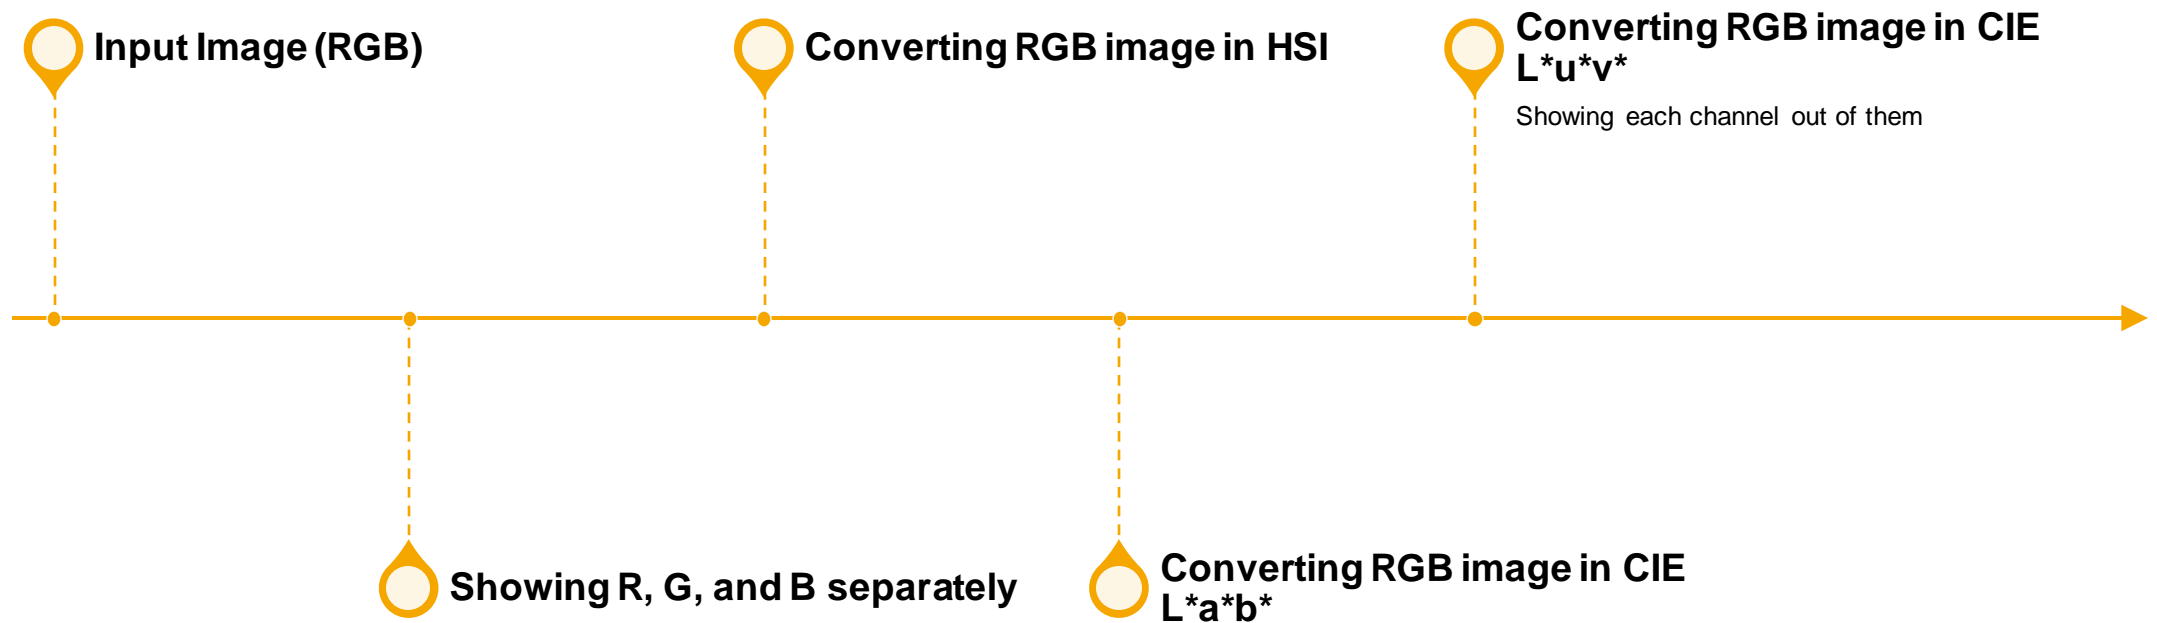 Input Image (RGB)
Converting RGB image in HSI
Converting RGB image in CIE
L*u*v*
Showing each channel out of them
Showing R, G, and B separately
Converting RGB image in CIE
L*a*b*